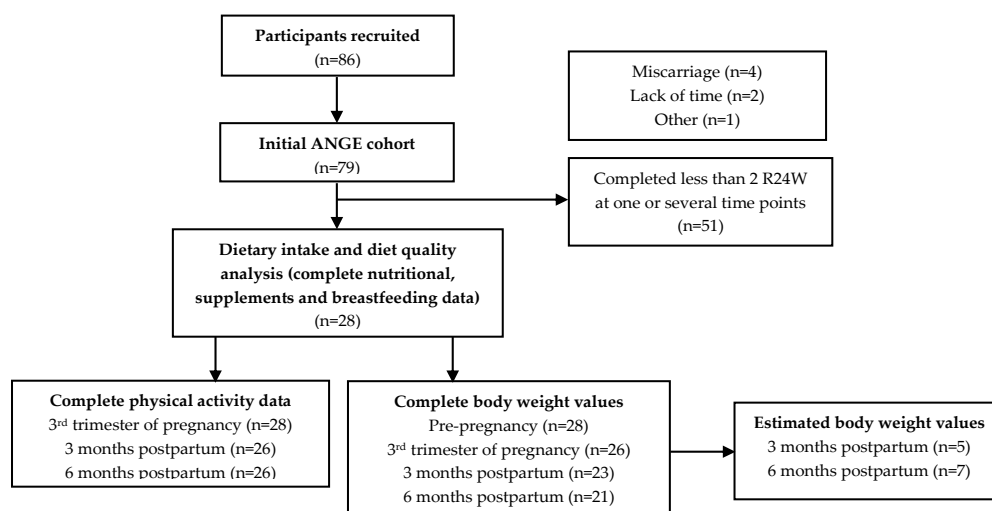 Participants recruited
(n=86)
Miscarriage (n=4)
Lack of time (n=2)
Other (n=1)
Initial ANGE cohort
(n=79)
Completed less than 2 R24W
at one or several time points
(n=51)
Dietary intake and diet quality
analysis (complete nutritional,
supplements and breastfeeding data)
(n=28)
Complete physical activity data
3rd trimester of pregnancy (n=28)
3 months postpartum (n=26)
6 months postpartum (n=26)
Complete body weight values
Pre-pregnancy (n=28)
3rd trimester of pregnancy (n=26)
3 months postpartum (n=23)
6 months postpartum (n=21)
Estimated body weight values
3 months postpartum (n=5)
6 months postpartum (n=7)